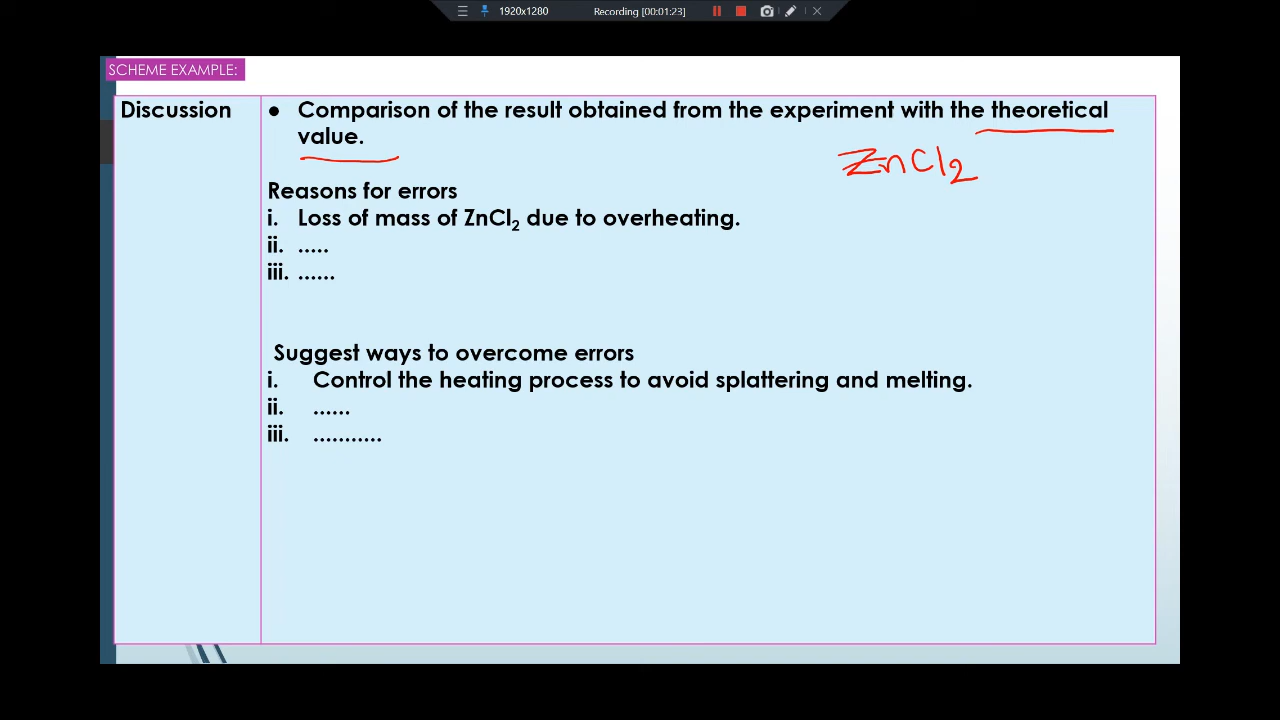 1920x1280 Recording [00:01:23]
SCHEME EXAMPLE:
Discussion
● Comparison of the result obtained from the experiment with the theoretical
value.
ZnCl2
Reasons for errors
i. Loss of mass of ZnCl₂ due to overheating.
ii. .....
iii. ......
Suggest ways to overcome errors
i. Control the heating process to avoid splattering and melting.
ii. ......
iii. ...........